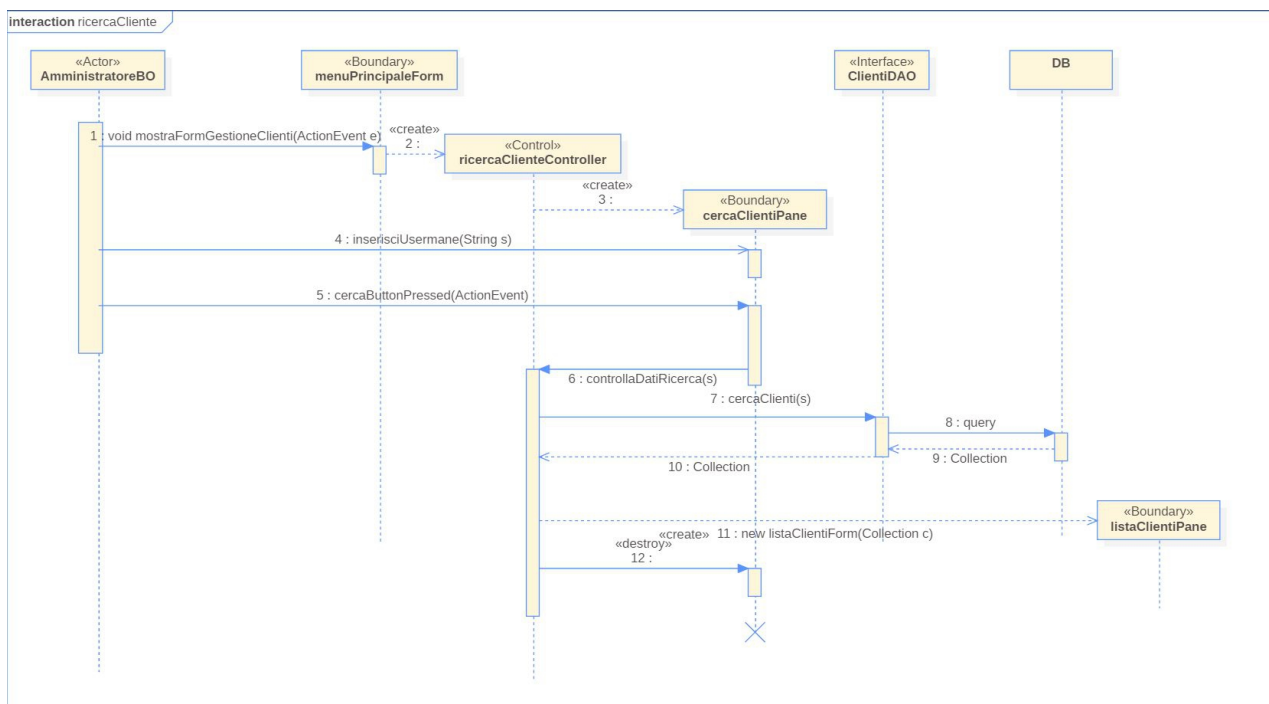 interaction ricercaCliente
«Actor»
AmministratoreBO
«Boundary»
menuPrincipaleForm
«Interface»
ClientiDAO
DB
1 : void mostraFormGestioneClienti(ActionEvent e)
«create»
2 :
«Control»
ricercaClienteController
«create»
3 :
«Boundary»
cercaClientiPane
4 : inserisciUsermane(String s)
5 : cercaButtonPressed(ActionEvent)
6 : controllaDatiRicerca(s)
7 : cercaClienti(s)
8 : query
9 : Collection
10 : Collection
«Boundary»
listaClientiPane
«create»
11 : new listaClientiForm(Collection c)
«destroy»
12 :